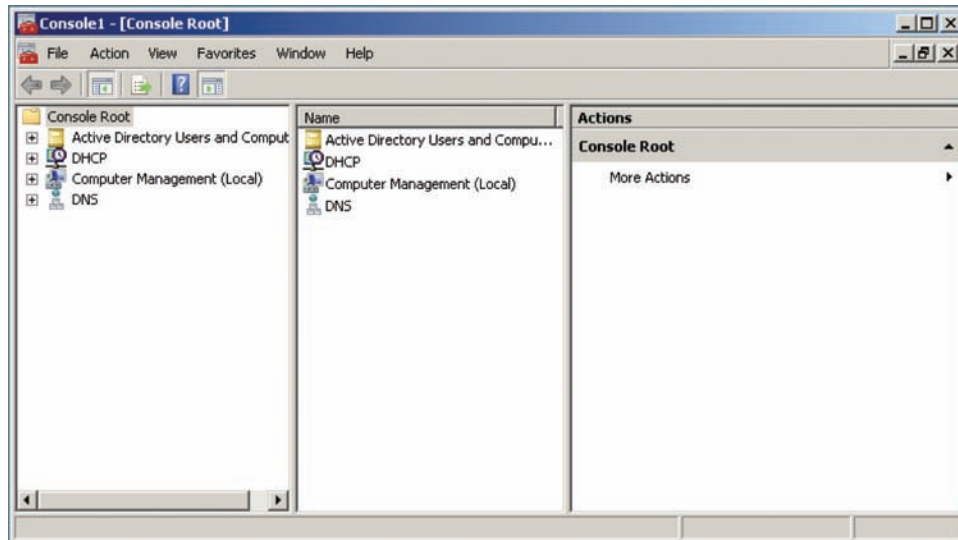 Console1 - [Console Root]
File Action View Favorites Window Help
Console Root
Active Directory Users and Comput
DHCP
Computer Management (Local)
DNS
Name
Active Directory Users and Compu...
DHCP
Computer Management (Local)
DNS
Actions
Console Root
More Actions